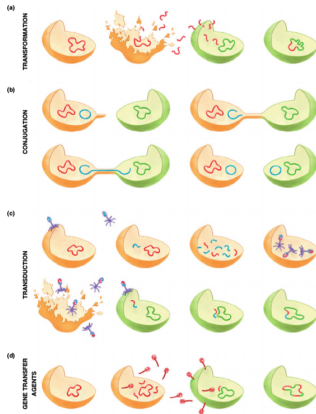 (a)
TRANSFORMATION
(b)
CONJUGATION
(c)
TRANSDUCTION
(d)
GENE TRANSFER
AGENTS